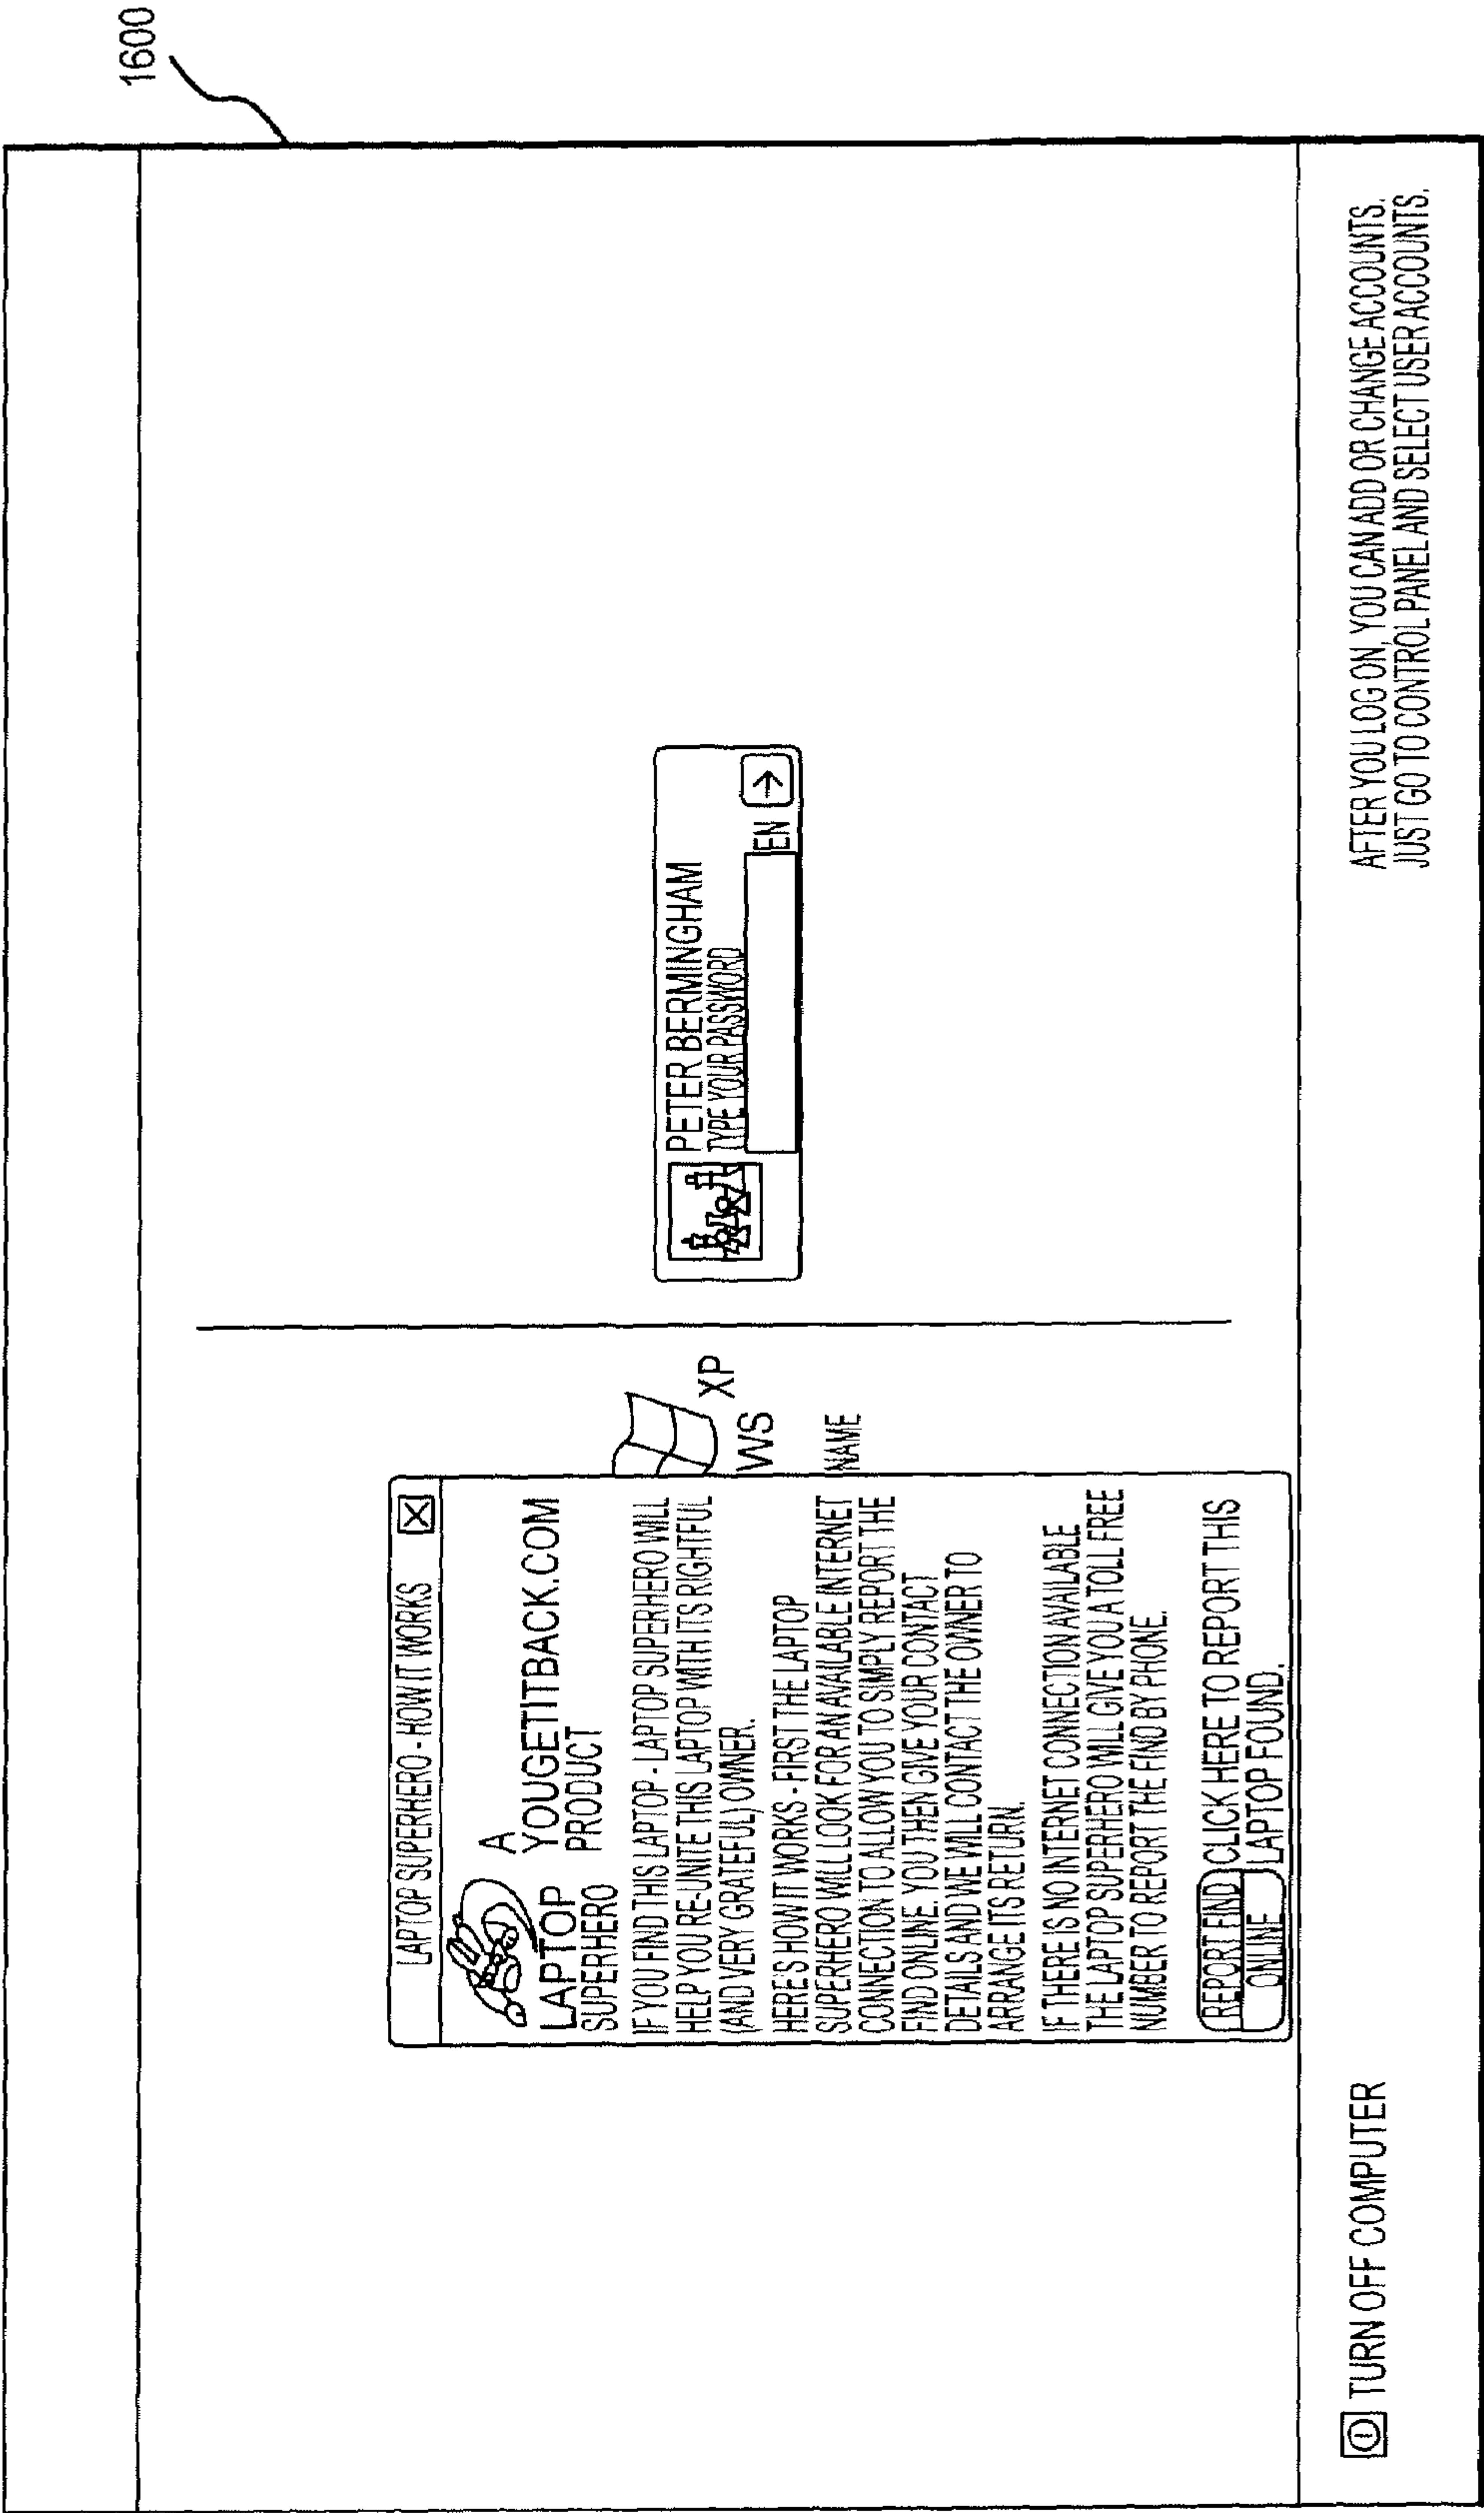 1600
LAPTOP SUPERHERO - HOW IT WORKS
LAPTOP
SUPERHERO
A
YOUGETITBACK.COM
PRODUCT
IF YOU FIND THIS LAPTOP - LAPTOP SUPERHERO WILL
HELP YOU RE-UNITE THIS LAPTOP WITH ITS RIGHTFUL
(AND VERY GRATEFUL) OWNER.
HERE'S HOW IT WORKS - FIRST THE LAPTOP
SUPERHERO WILL LOOK FOR AN AVAILABLE INTERNET
CONNECTION TO ALLOW YOU TO SIMPLY REPORT THE
FIND ONLINE. YOU THEN GIVE YOUR CONTACT
DETAILS AND WE WILL CONTACT THE OWNER TO
ARRANGE ITS RETURN.
IF THERE IS NO INTERNET CONNECTION AVAILABLE
THE LAPTOP SUPERHERO WILL GIVE YOU A TOLL FREE
NUMBER TO REPORT THE FIND BY PHONE.
REPORT FIND
ONLINE
CLICK HERE TO REPORT THIS
LAPTOP FOUND.
XP
WS
NAME
PETER BERMINGHAM
TYPE YOUR PASSWORD
EN
TURN OFF COMPUTER
AFTER YOU LOG ON, YOU CAN ADD OR CHANGE ACCOUNTS.
JUST GO TO CONTROL PANEL AND SELECT USER ACCOUNTS.